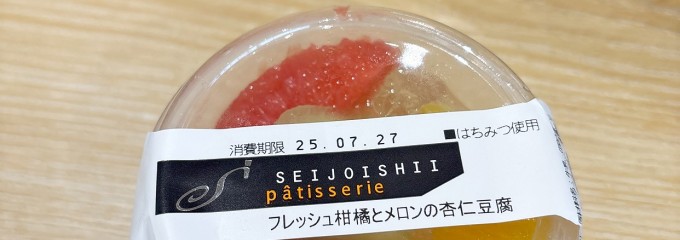 消費期限 25.07.27 ■はちみつ使用
SEIJOISHII
pâtisserie
フレッシュ柑橘とメロンの杏仁豆腐